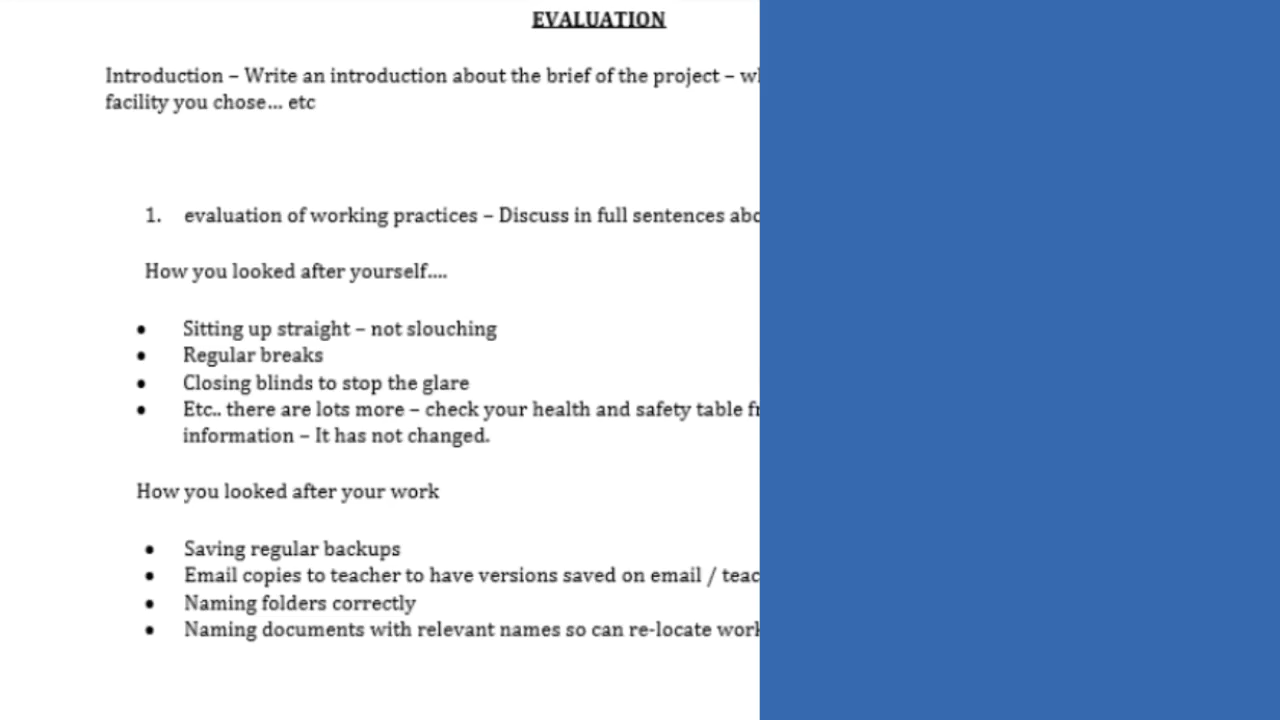 EVALUATION
Introduction – Write an introduction about the brief of the project –
facility you chose... etc
1. evaluation of working practices – Discuss in full sentences
How you looked after yourself....
• Sitting up straight – not slouching
• Regular breaks
• Closing blinds to stop the glare
• Etc.. there are lots more – check your health and safety table
information – It has not changed.
How you looked after your work
• Saving regular backups
• Email copies to teacher to have versions saved on email /
• Naming folders correctly
• Naming documents with relevant names so can re-locate